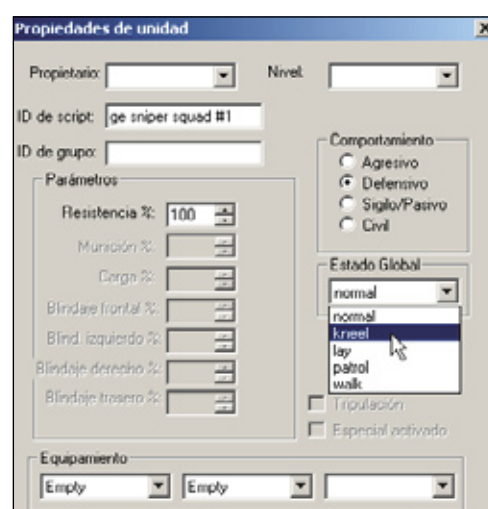 Propiedades de unidad
Propietario: Nivel:
ID de script: ge sniper squad #1
ID de grupo:
Parámetros
Resistencia %: 100
Munición %:
Carga %:
Blindaje frontal %:
Blind. izquierdo %:
Blindaje derecho %:
Blindaje trasero %:
Comportamiento
Agresivo
Defensivo
Sigilo/Pasivo
Civil
Estado Global
normal
normal
kneel
lay
patrol
walk
Tripulación
Especial activado
Equipamiento
Empty Empty